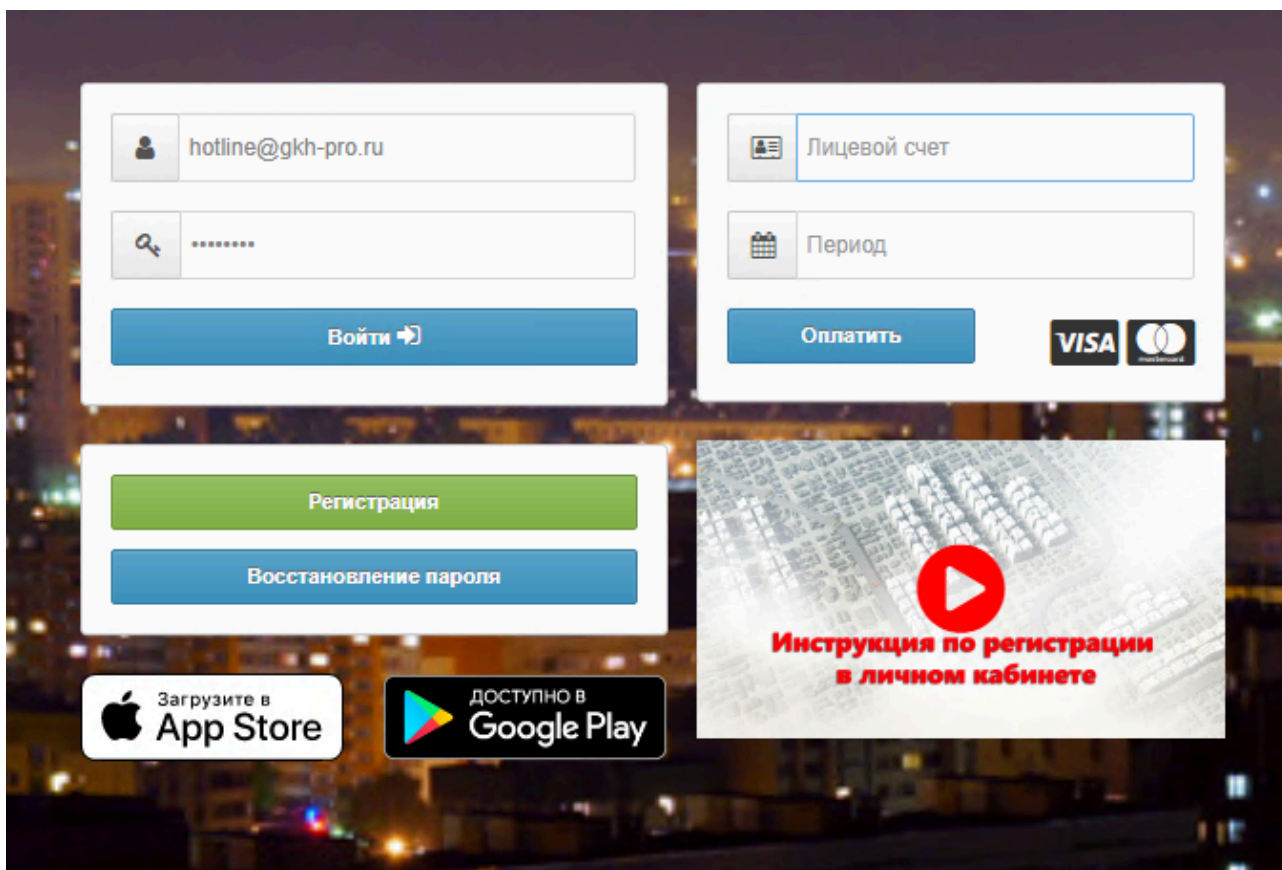 hotline@gkh-pro.ru
••••••••
Войти
Регистрация
Восстановление пароля
Загрузите в
App Store
ДОСТУПНО В
Google Play
Лицевой счет
Период
Оплатить
VISA
mastercard
Инструкция по регистрации
в личном кабинете